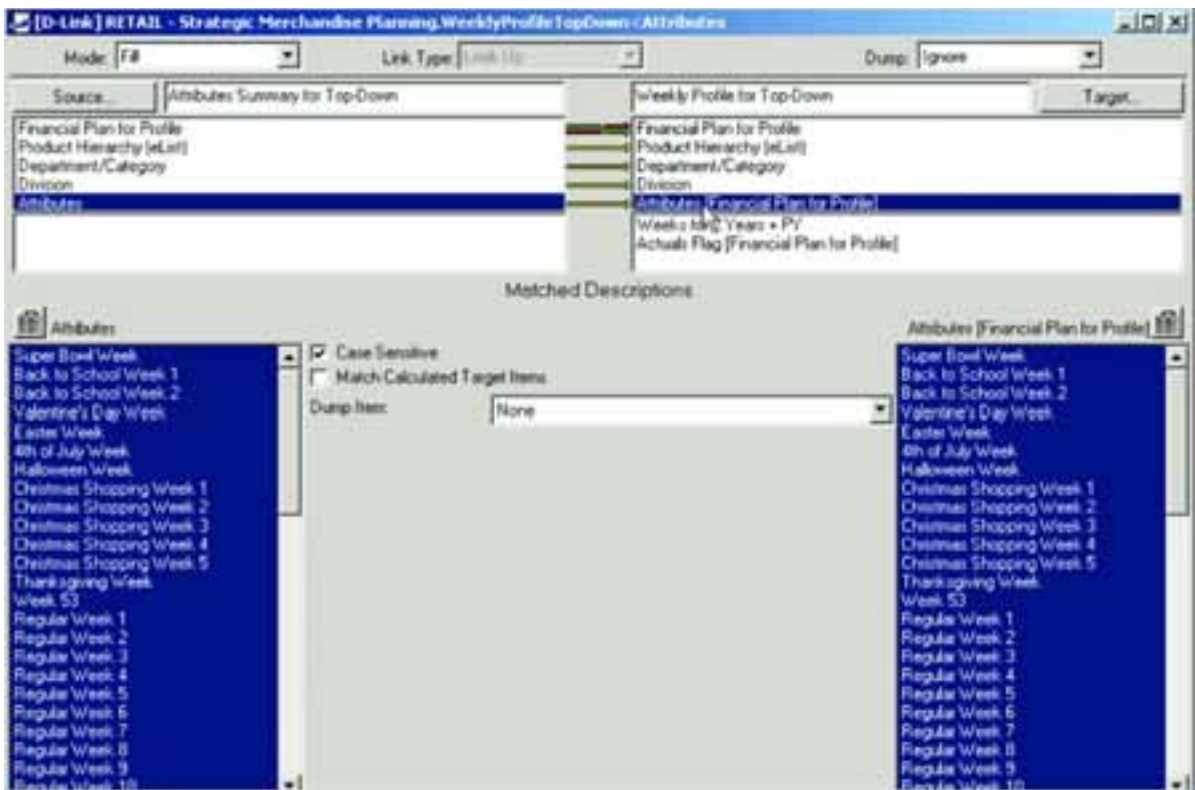 [D-Link] RETAIL - Strategic Merchandise Planning.WeeklyProfileTopDown<Attributes
Mode: Fill Link Type Look Up Dump: Ignore
Source... Attributes Summary for Top-Down Weekly Profile for Top-Down Target...
Financial Plan for Profile Financial Plan for Profile
Product Hierarchy (eList) Product Hierarchy (eList)
Department/Category Department/Category
Division Division
Attributes Attributes [Financial Plan for Profile]
Weeks Years + PY
Actuals Flag [Financial Plan for Profile]
Matched Descriptions
Attributes Attributes [Financial Plan for Profile]
Super Bowl Week Case Sensitive Super Bowl Week
Back to School Week 1 Match Calculated Target Items Back to School Week 1
Back to School Week 2 Back to School Week 2
Valentine's Day Week Dump Item: None Valentine's Day Week
Easter Week Easter Week
4th of July Week 4th of July Week
Halloween Week Halloween Week
Christmas Shopping Week 1 Christmas Shopping Week 1
Christmas Shopping Week 2 Christmas Shopping Week 2
Christmas Shopping Week 3 Christmas Shopping Week 3
Christmas Shopping Week 4 Christmas Shopping Week 4
Christmas Shopping Week 5 Christmas Shopping Week 5
Thanksgiving Week Thanksgiving Week
Week 53 Week 53
Regular Week 1 Regular Week 1
Regular Week 2 Regular Week 2
Regular Week 3 Regular Week 3
Regular Week 4 Regular Week 4
Regular Week 5 Regular Week 5
Regular Week 6 Regular Week 6
Regular Week 7 Regular Week 7
Regular Week 8 Regular Week 8
Regular Week 9 Regular Week 9
Regular Week 10 Regular Week 10